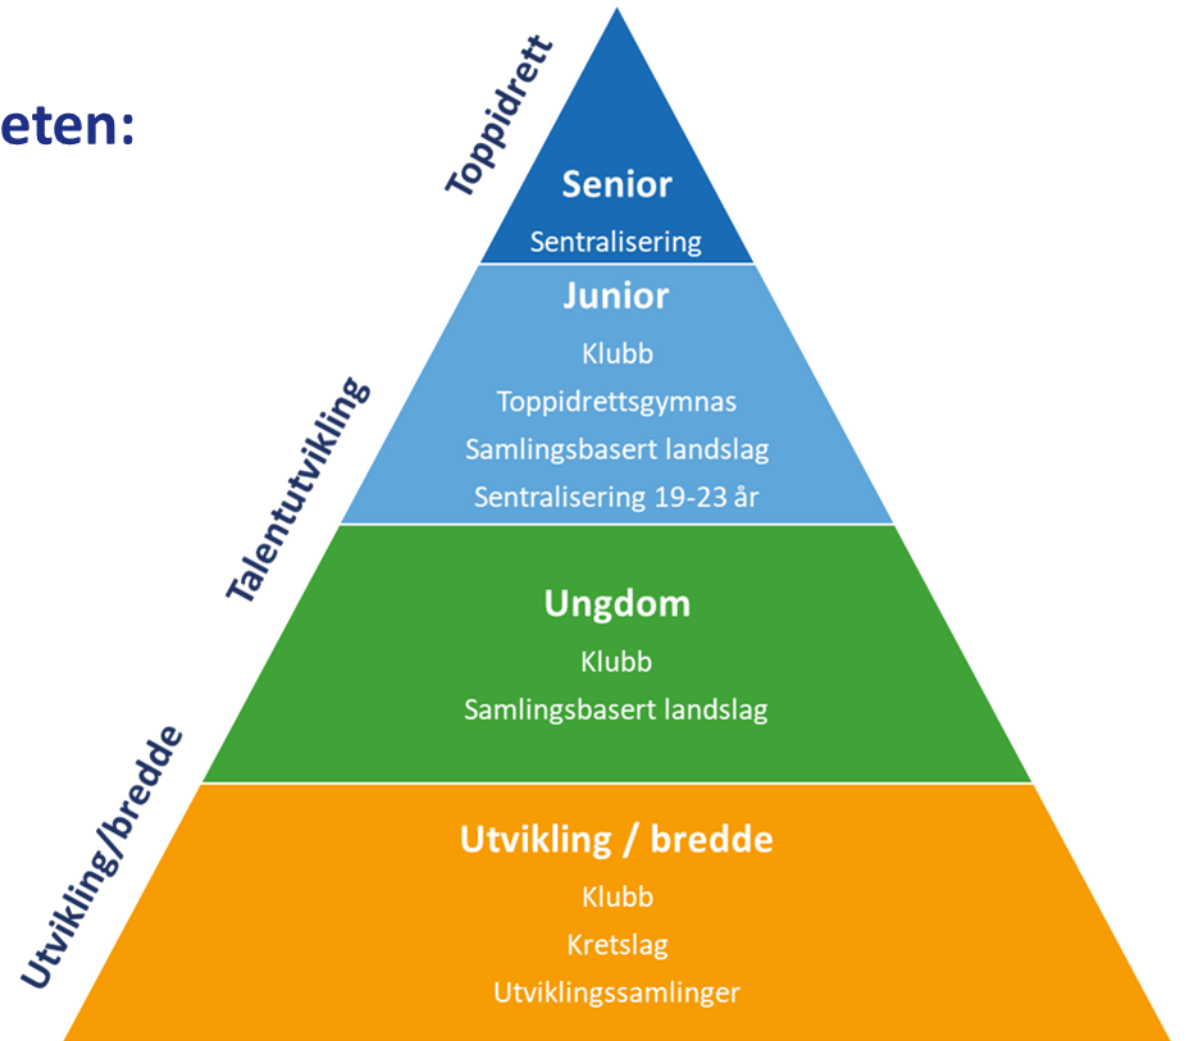 eten:
Toppidrett
Senior
Sentralisering
Junior
Klubb
Toppidrettsgymnas
Samlingsbasert landslag
Sentralisering 19-23 år
Talentutvikling
Ungdom
Klubb
Samlingsbasert landslag
Utvikling/bredde
Utvikling / bredde
Klubb
Kretslag
Utviklingssamlinger